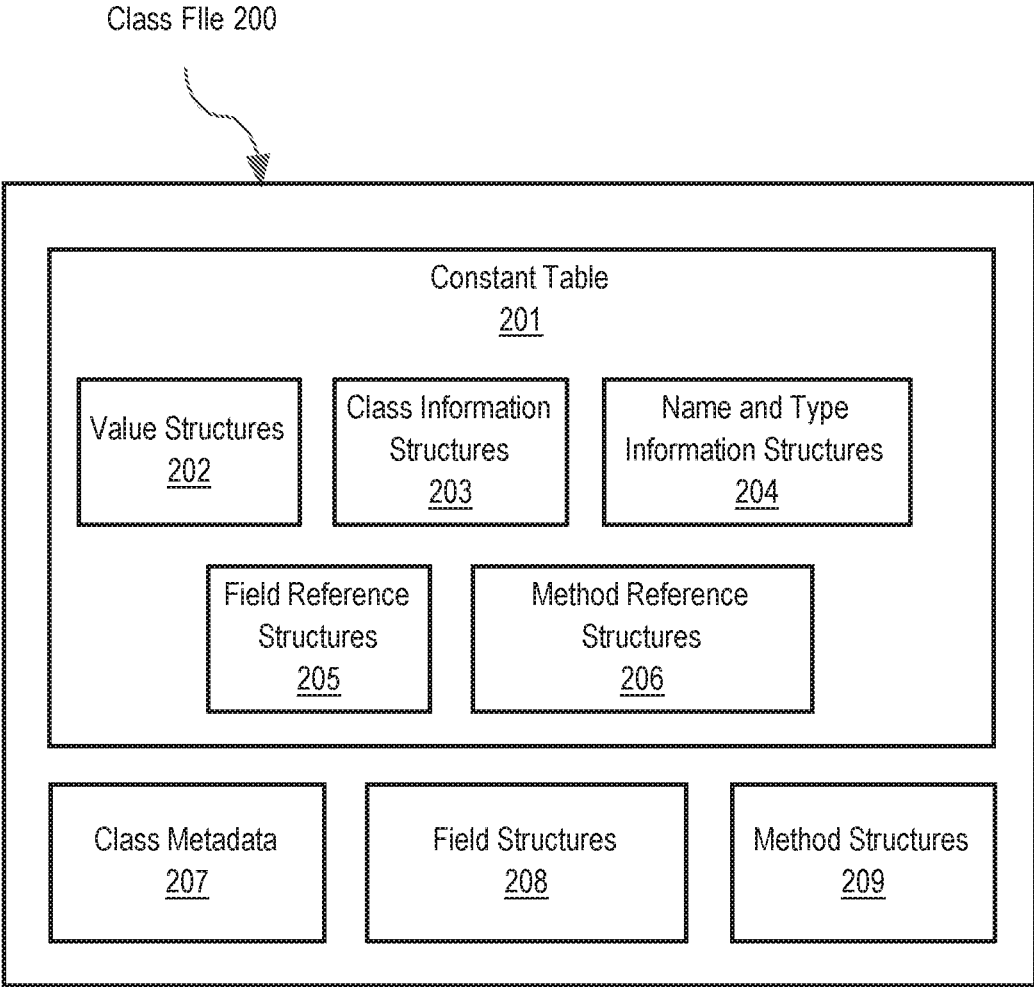 Class FIle 200
Constant Table
201
Value Structures
202
Class Information
Structures
203
Name and Type
Information Structures
204
Field Reference
Structures
205
Method Reference
Structures
206
Class Metadata
207
Field Structures
208
Method Structures
209